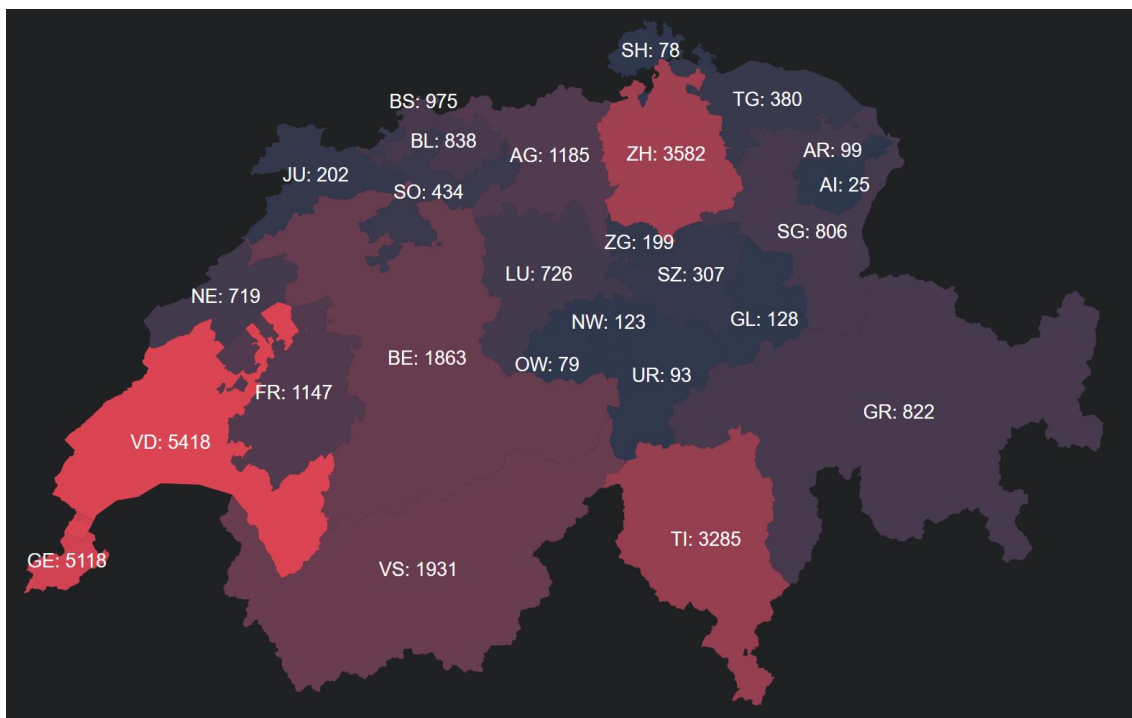 SH: 78
BS: 975
TG: 380
BL: 838
AG: 1185
ZH: 3582
AR: 99
JU: 202
SO: 434
AI: 25
SG: 806
ZG: 199
LU: 726
SZ: 307
NE: 719
NW: 123
GL: 128
BE: 1863
OW: 79
UR: 93
FR: 1147
GR: 822
VD: 5418
TI: 3285
GE: 5118
VS: 1931